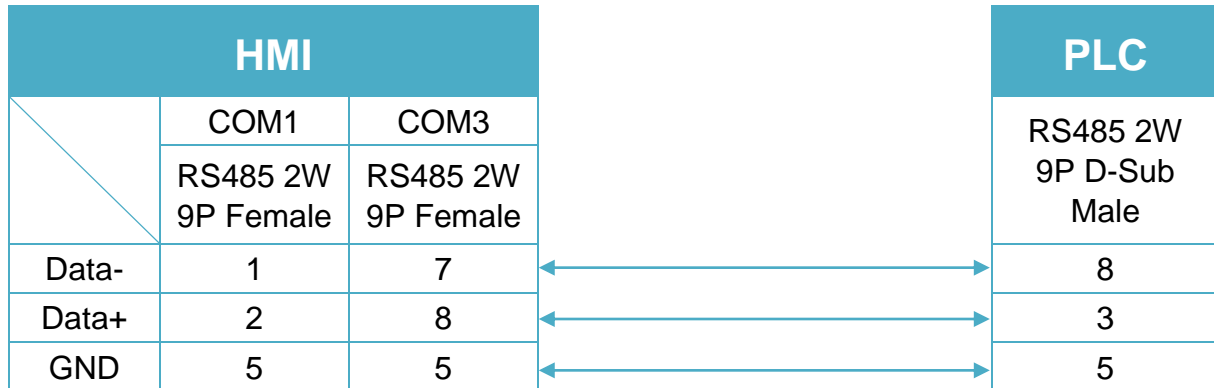 HMI PLC
COM1 COM3
RS485 2W
9P D-Sub
Male
RS485 2W RS485 2W
9P Female 9P Female
Data- 1 7 8
Data+ 2 8 3
GND 5 5 5